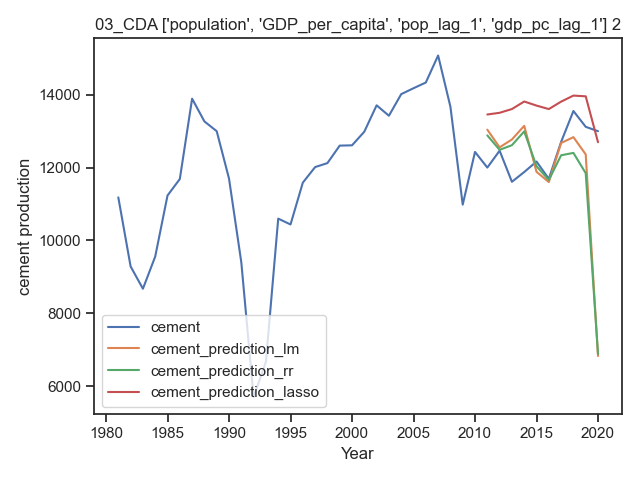 03_CDA ['population', 'GDP_per_capita', 'pop_lag_1', 'gdp_pc_lag_1'] 2
cement production
14000
12000
10000
8000
6000
cement
cement_prediction_lm
cement_prediction_rr
cement_prediction_lasso
1980 1985 1990 1995 2000 2005 2010 2015 2020
Year